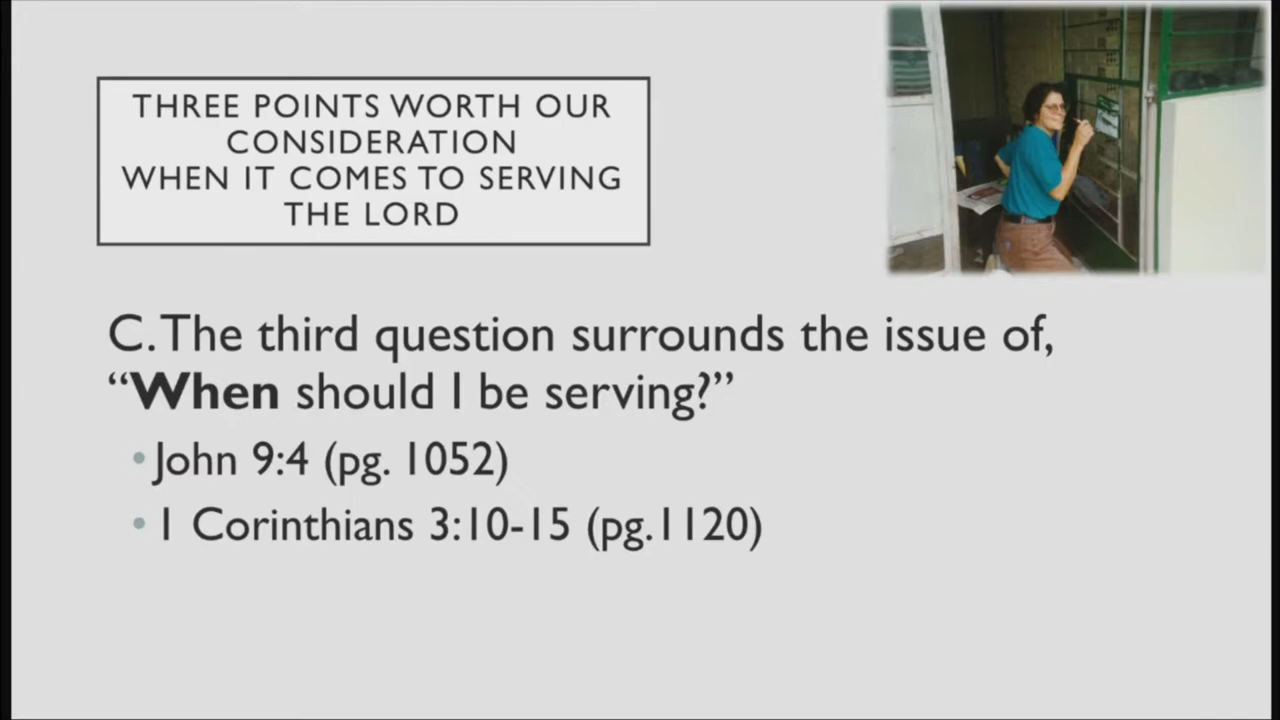 THREE POINTS WORTH OUR
CONSIDERATION
WHEN IT COMES TO SERVING
THE LORD
C.The third question surrounds the issue of,
“When should I be serving?”
• John 9:4 (pg. 1052)
• 1 Corinthians 3:10-15 (pg.1120)